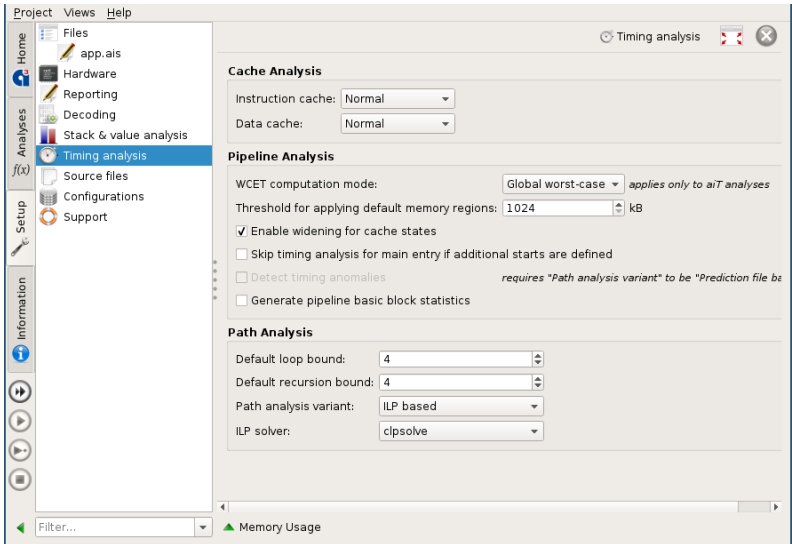 Project Views Help
Home
Analyses
f(x)
Setup
Information
Files
app.ais
Hardware
Reporting
Decoding
Stack & value analysis
Timing analysis
Source files
Configurations
Support
Filter...
Timing analysis
Cache Analysis
Instruction cache: Normal
Data cache: Normal
Pipeline Analysis
WCET computation mode: Global worst-case applies only to aiT analyses
Threshold for applying default memory regions: 1024 kB
Enable widening for cache states
Skip timing analysis for main entry if additional starts are defined
Detect timing anomalies requires "Path analysis variant" to be "Prediction file ba
Generate pipeline basic block statistics
Path Analysis
Default loop bound: 4
Default recursion bound: 4
Path analysis variant: ILP based
ILP solver: clpsolve
Memory Usage